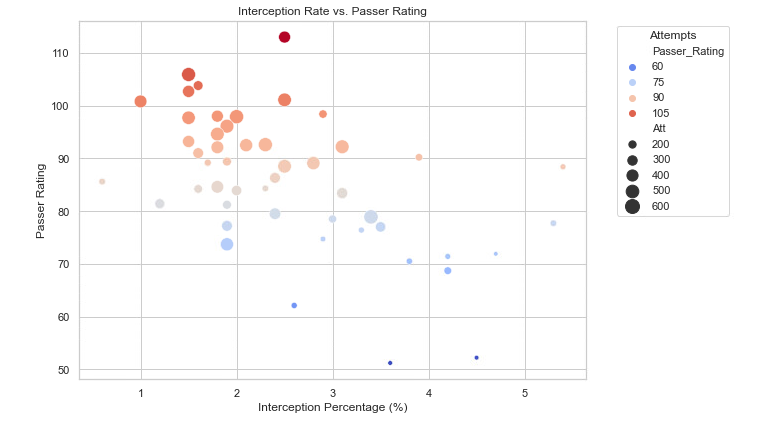 Interception Rate vs. Passer Rating
Passer Rating
110
100
90
80
70
60
50
1 2 3 4 5
Interception Percentage (%)
Attempts
Passer_Rating
60
75
90
105
Att
200
300
400
500
600